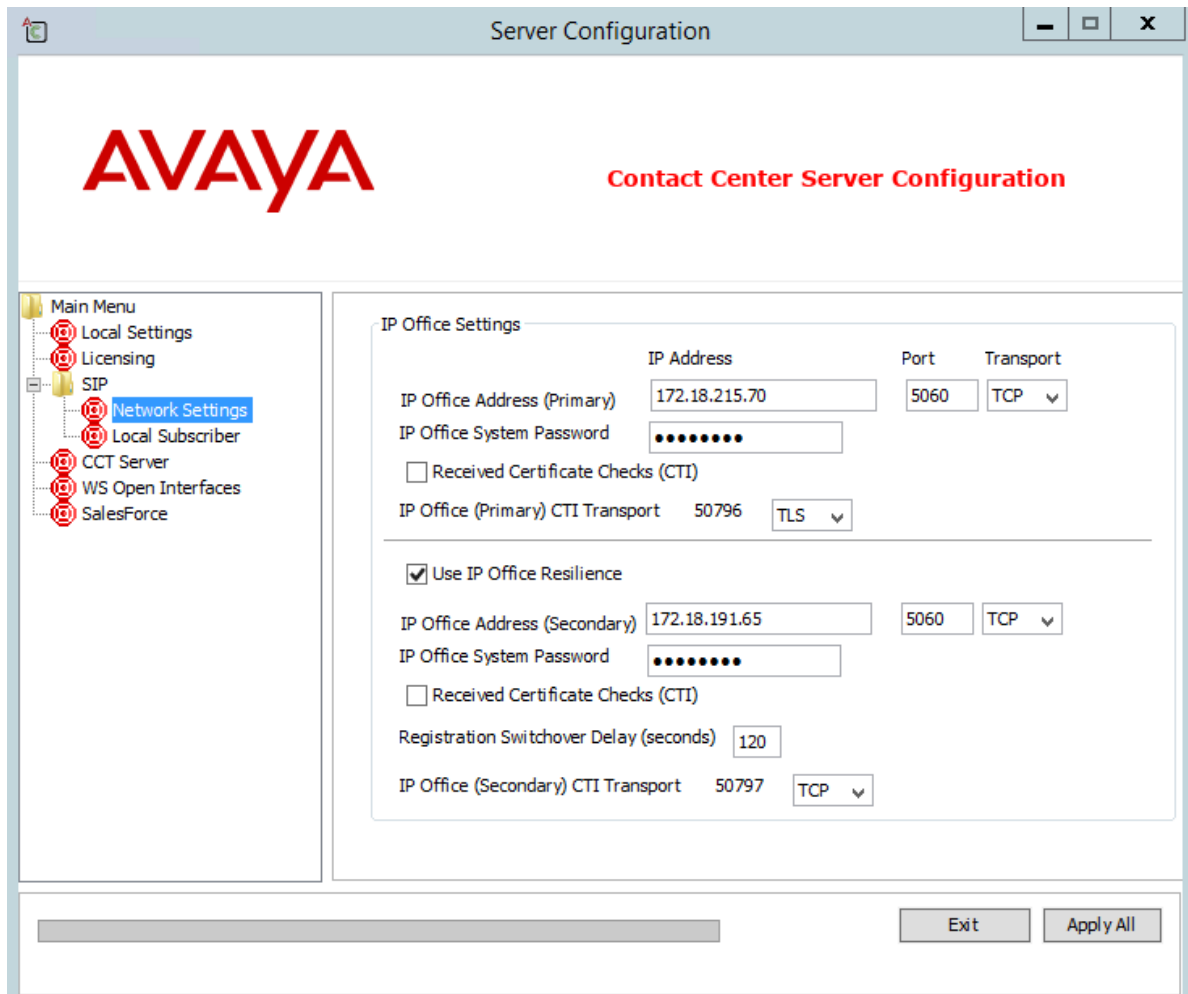 Server Configuration
AVAYA
Contact Center Server Configuration
Main Menu
Local Settings
Licensing
SIP
Network Settings
Local Subscriber
CCT Server
WS Open Interfaces
SalesForce
IP Office Settings
IP Address Port Transport
IP Office Address (Primary) 172.18.215.70 5060 TCP
IP Office System Password ●●●●●●●●
Received Certificate Checks (CTI)
IP Office (Primary) CTI Transport 50796 TLS
Use IP Office Resilience
IP Office Address (Secondary) 172.18.191.65 5060 TCP
IP Office System Password ●●●●●●●●
Received Certificate Checks (CTI)
Registration Switchover Delay (seconds) 120
IP Office (Secondary) CTI Transport 50797 TCP
Exit Apply All